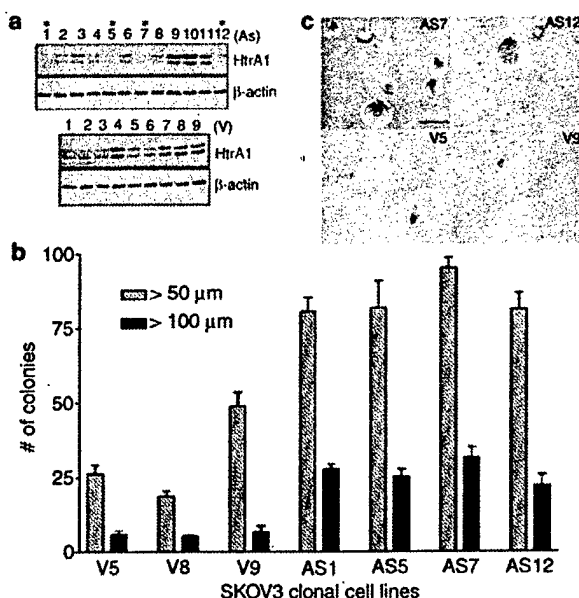 a
* * * *
1 2 3 4 5 6 7 8 9 10 11 12 (As)
HtrA1
β-actin
1 2 3 4 5 6 7 8 9 (V)
HtrA1
β-actin
c
AS7 AS12
V5 V9
b
100
75
50
25
0
# of colonies
> 50 μm
> 100 μm
V5 V8 V9 AS1 AS5 AS7 AS12
SKOV3 clonal cell lines